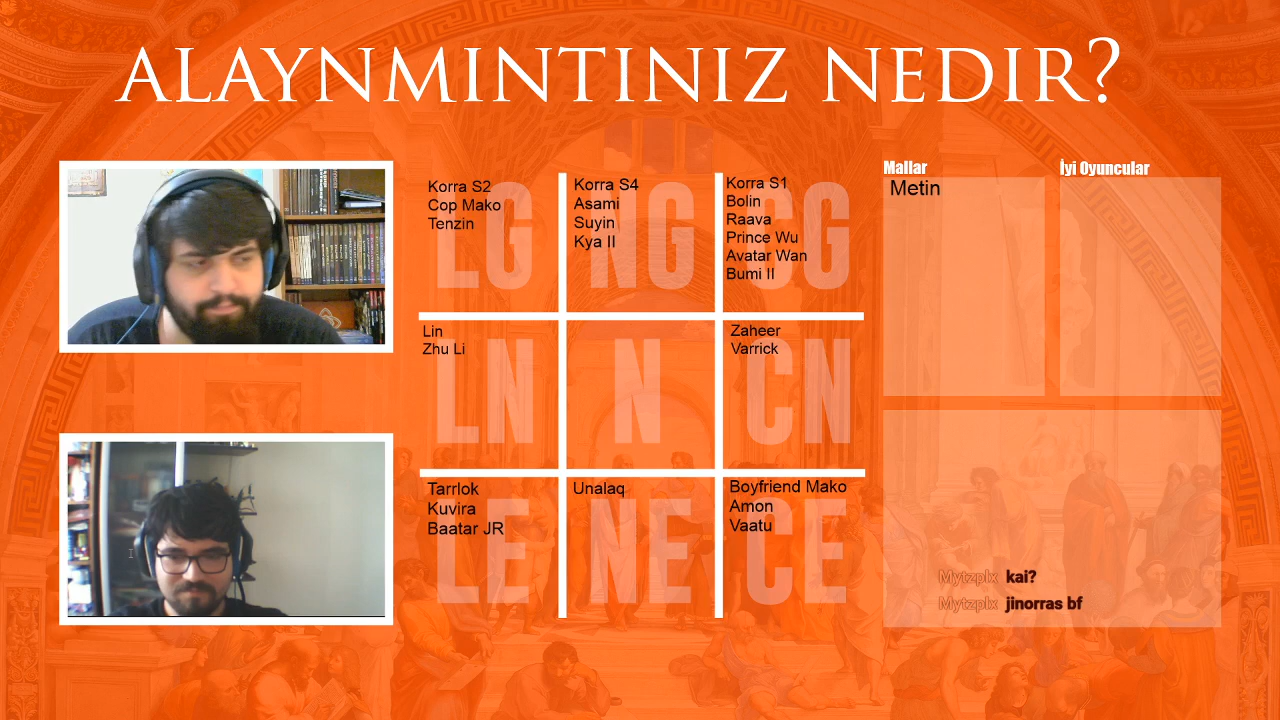 ALAYNMINTINIZ NEDIR?
Korra S2
Cop Mako
Tenzin
LG
Korra S4
Asami
Suyin
Kya II
NG
Korra S1
Bolin
Raava
Prince Wu
Avatar Wan
Bumi II
CG
Mallar
Metin
İyi Oyuncular
Lin
Zhu Li
LN
N
Zaheer
Varrick
CN
Tarrlok
Kuvira
Baatar JR
LE
Unalaq
NE
Boyfriend Mako
Amon
Vaatu
CE
Mytzplx kai?
Mytzplx jinorras bf